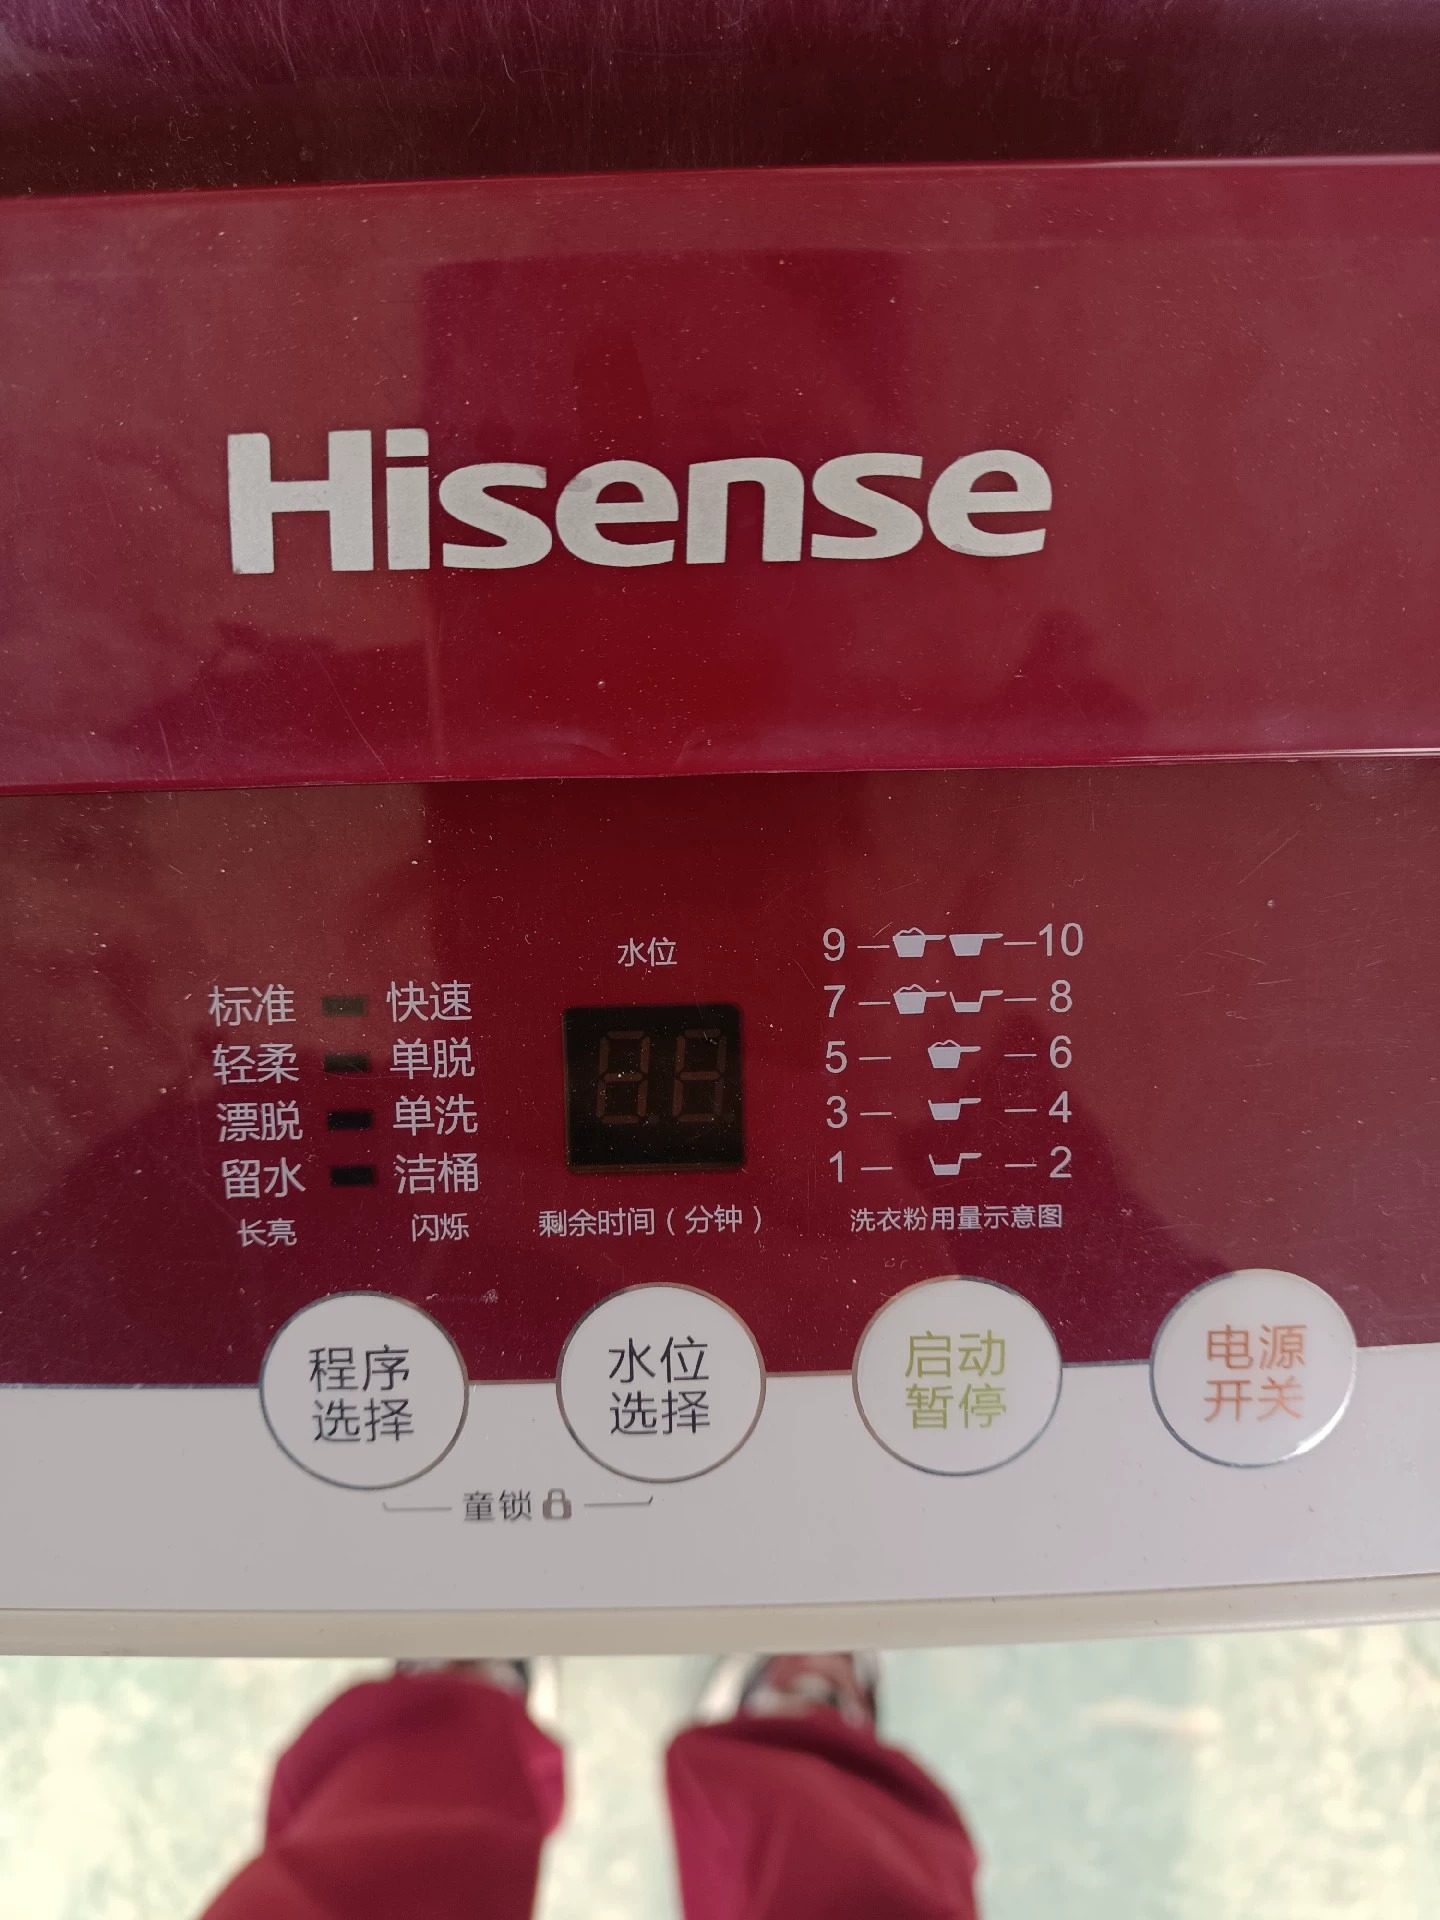 Hisense
水位
标准 快速
轻柔 单脱
漂脱 单洗
留水 洁桶
长亮 闪烁
剩余时间（分钟）
9 10
7 8
5 6
3 4
1 2
洗衣粉用量示意图
程序
选择
水位
选择
启动
暂停
电源
开关
童锁